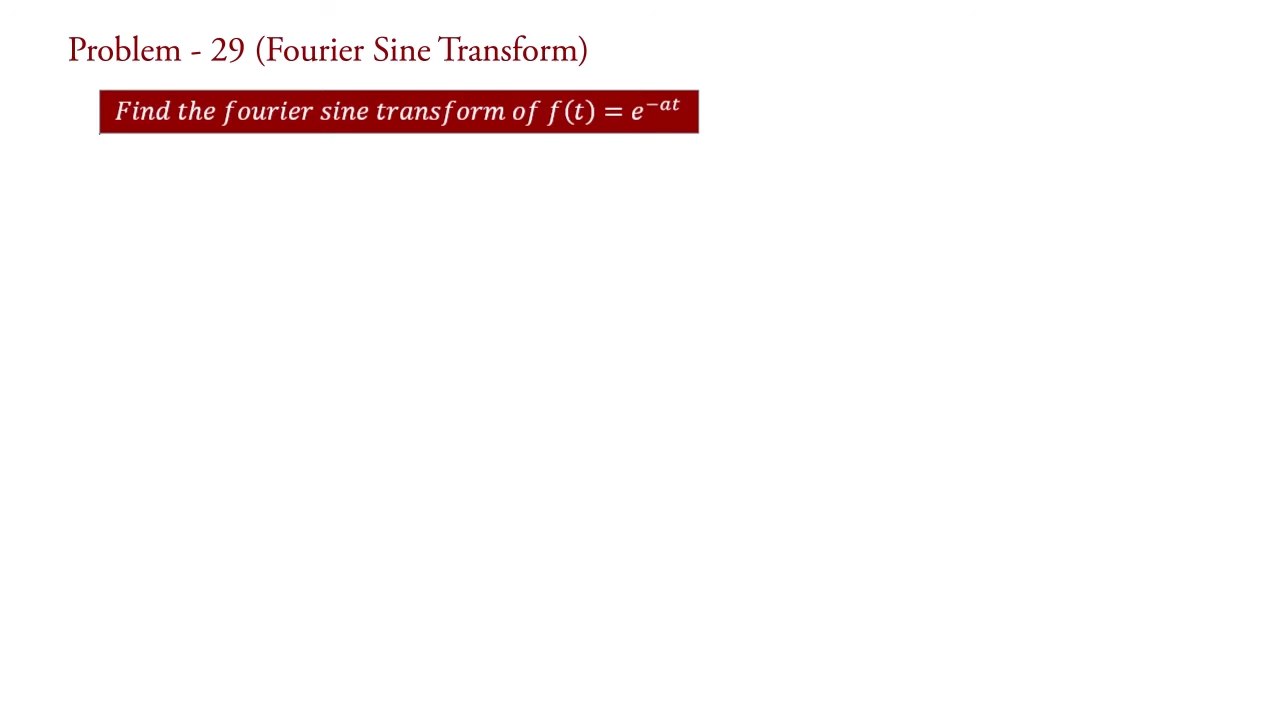 Problem - 29 (Fourier Sine Transform)
Find the fourier sine transform of f(t) = e⁻ᵃᵗ